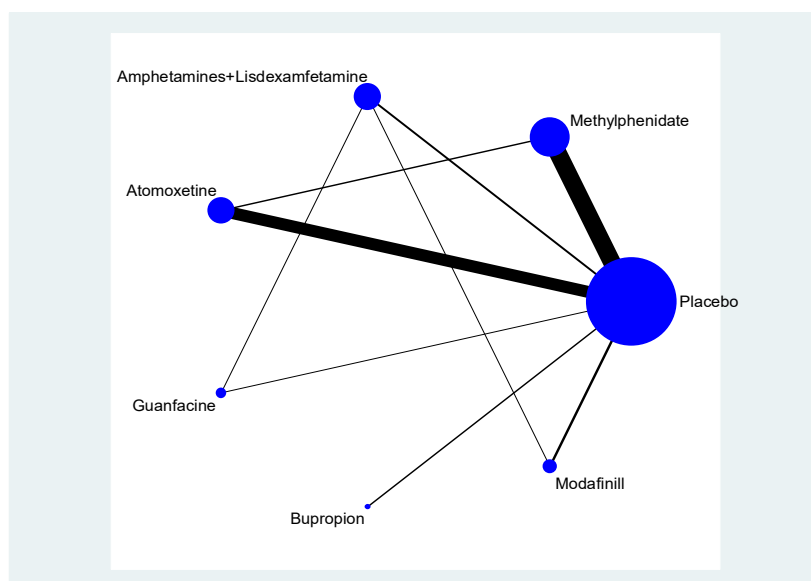 Amphetamines+Lisdexamfetamine
Methylphenidate
Atomoxetine
Placebo
Guanfacine
Modafinill
Bupropion